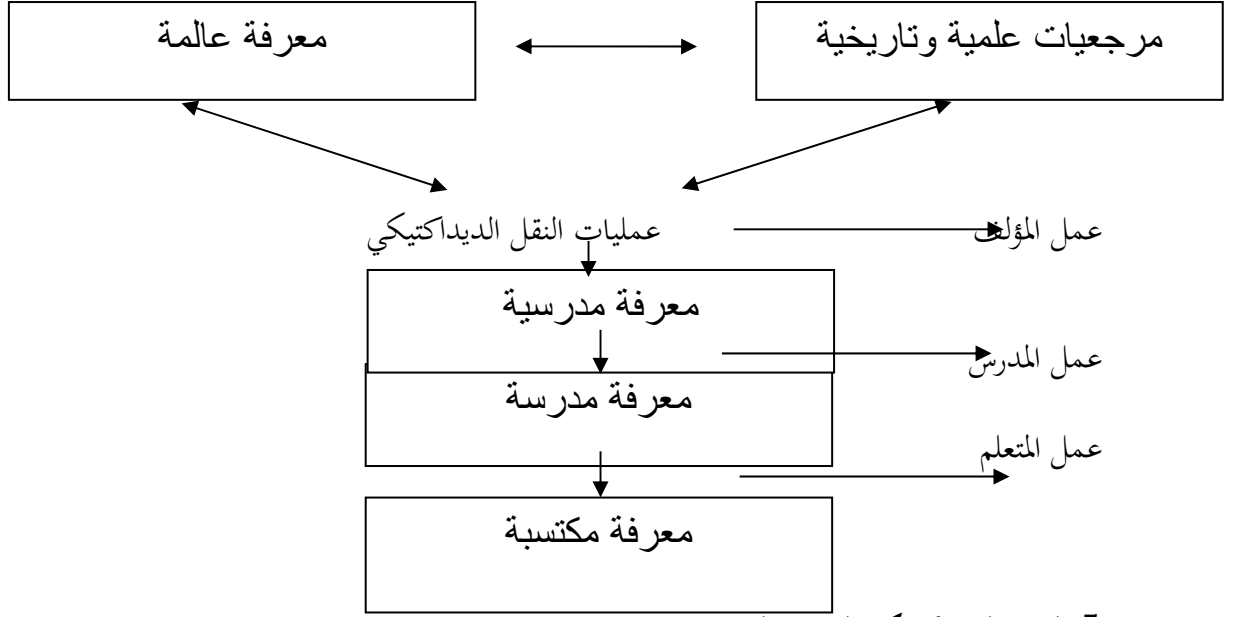 مرجعيات علمية وتاريخية
معرفة عالمة
عمل المؤلف
عمليات النقل الديداكتيكي
معرفة مدرسية
عمل المدرس
معرفة مدرسة
عمل المتعلم
معرفة مكتسبة